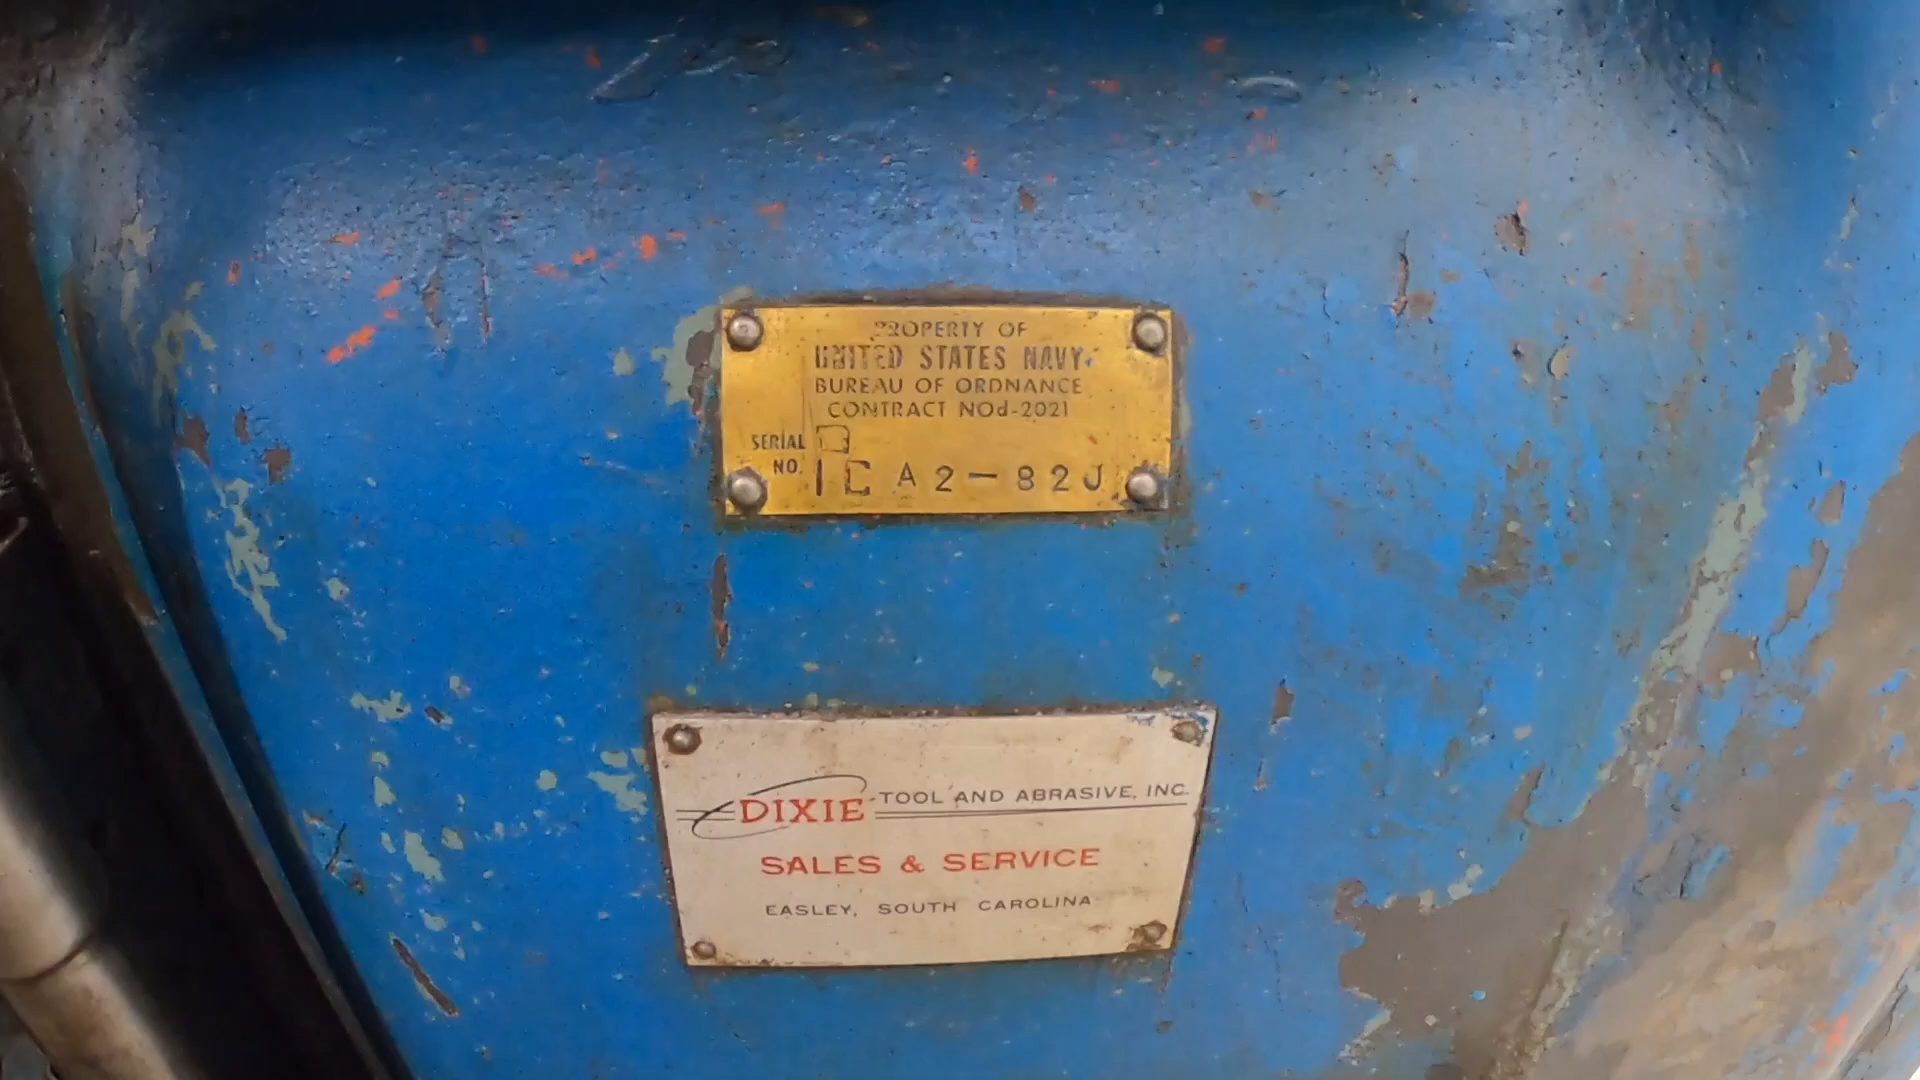 PROPERTY OF
UNITED STATES NAVY
BUREAU OF ORDNANCE
CONTRACT NOd-2021
SERIAL
NO. 1C A2-82J
DIXIE TOOL AND ABRASIVE, INC.
SALES & SERVICE
EASLEY, SOUTH CAROLINA